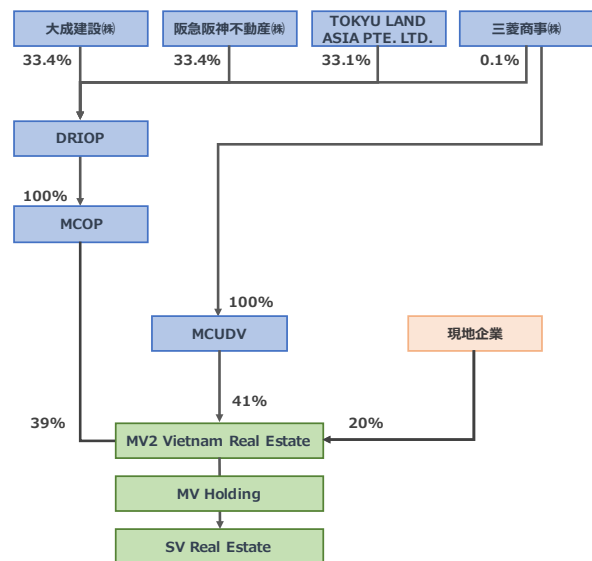 大成建設㈱
阪急阪神不動産㈱
TOKYU LAND
ASIA PTE. LTD.
三菱商事㈱
33.4%
33.4%
33.1%
0.1%
DRIOP
100%
MCOP
100%
MCUDV
現地企業
41%
39%
20%
MV2 Vietnam Real Estate
MV Holding
SV Real Estate